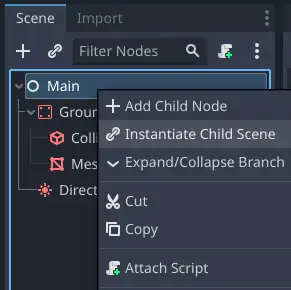 Scene Import
Filter Nodes
Main
Add Child Node
Groun
Instantiate Child Scene
Colli
Expand/Collapse Branch
Mes
Cut
Direct
Copy
Attach Script